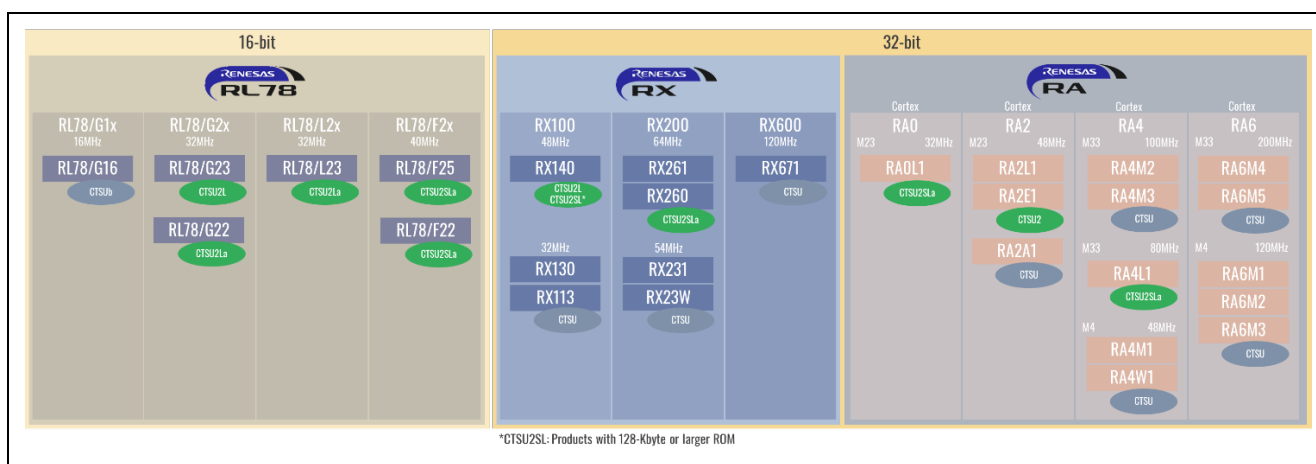 16-bit
32-bit
RENESAS
RL78
RL78/G1x
16MHz
RL78/G16
CTSUb
RL78/G2x
32MHz
RL78/G23
CTSU2L
RL78/G22
CTSU2La
RL78/L2x
32MHz
RL78/L23
CTSU2La
RL78/F2x
40MHz
RL78/F25
CTSU2SLa
RL78/F22
CTSU2SLa
RENESAS
RX
RX100
48MHz
RX140
CTSU2L
CTSU2SL*
32MHz
RX130
RX113
CTSU
RX200
64MHz
RX261
RX260
CTSU2SLa
54MHz
RX231
RX23W
CTSU
RX600
120MHz
RX671
CTSU
RENESAS
RA
Cortex
RA0
M23 32MHz
RA0L1
CTSU2SLa
Cortex
RA2
M23 48MHz
RA2L1
RA2E1
CTSU2
RA2A1
CTSU
Cortex
RA4
M33 100MHz
RA4M2
RA4M3
CTSU
M33 80MHz
RA4L1
CTSU2SLa
M4 48MHz
RA4M1
RA4W1
CTSU
Cortex
RA6
M33 200MHz
RA6M4
RA6M5
CTSU
M4 120MHz
RA6M1
RA6M2
RA6M3
CTSU
*CTSU2SL: Products with 128-Kbyte or larger ROM